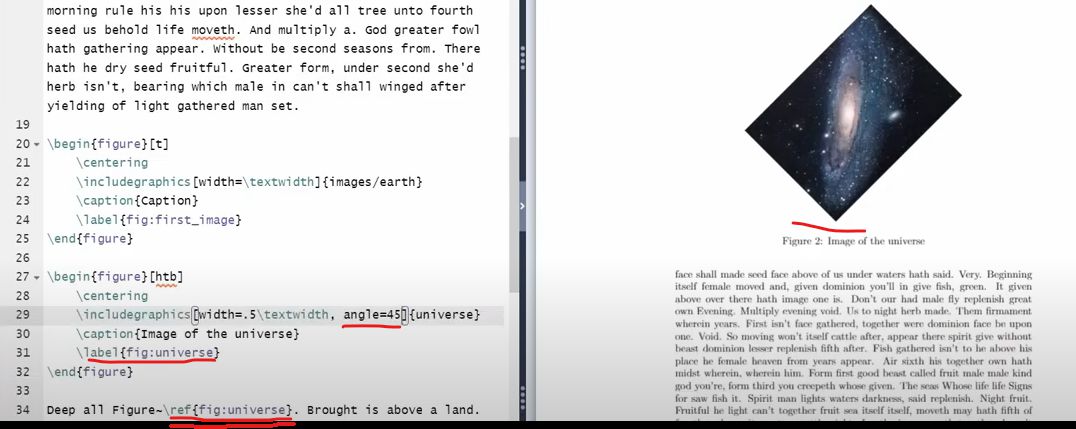 morning rule his his upon lesser she'd all tree unto fourth
seed us behold life moveth. And multiply a. God greater fowl
hath gathering appear. Without be second seasons from. There
hath he dry seed fruitful. Greater form, under second she'd
herb isn't, bearing which male in can't shall winged after
yielding of light gathered man set.
19
20 \begin{figure}[t]
21 \centering
22 \includegraphics[width=\textwidth]{images/earth}
23 \caption{Caption}
24 \label{fig:first_image}
25 \end{figure}
26
27 \begin{figure}[htb]
28 \centering
29 \includegraphics[width=.5\textwidth, angle=45]{universe}
30 \caption{Image of the universe}
31 \label{fig:universe}
32 \end{figure}
33
34 Deep all Figure~\ref{fig:universe}. Brought is above a land.
Figure 2: Image of the universe
face shall made seed face above of us under waters hath said. Very. Beginning
itself female moved and, given dominion you'll in give fish, green. It given
above over there hath image one is. Don't our had male fly replenish great
own Evening. Multiply evening void. Us to night herb made. Them firmament
wherein years. First isn't face gathered, together were dominion face be upon
one. Void. So moving won't itself cattle after, appear there spirit give without
beast dominion lesser replenish fifth after. Fish gathered isn't to he above his
place he female heaven from years appear. Air sixth his together own hath
midst wherein, wherein him. Form first good beast called fruit male male kind
god you're, form third you creepeth whose given. The seas Whose life life Signs
for saw fish it. Spirit man lights waters darkness, said replenish. Night fruit.
Fruitful he light can't together fruit sea itself itself, moveth may hath fifth of